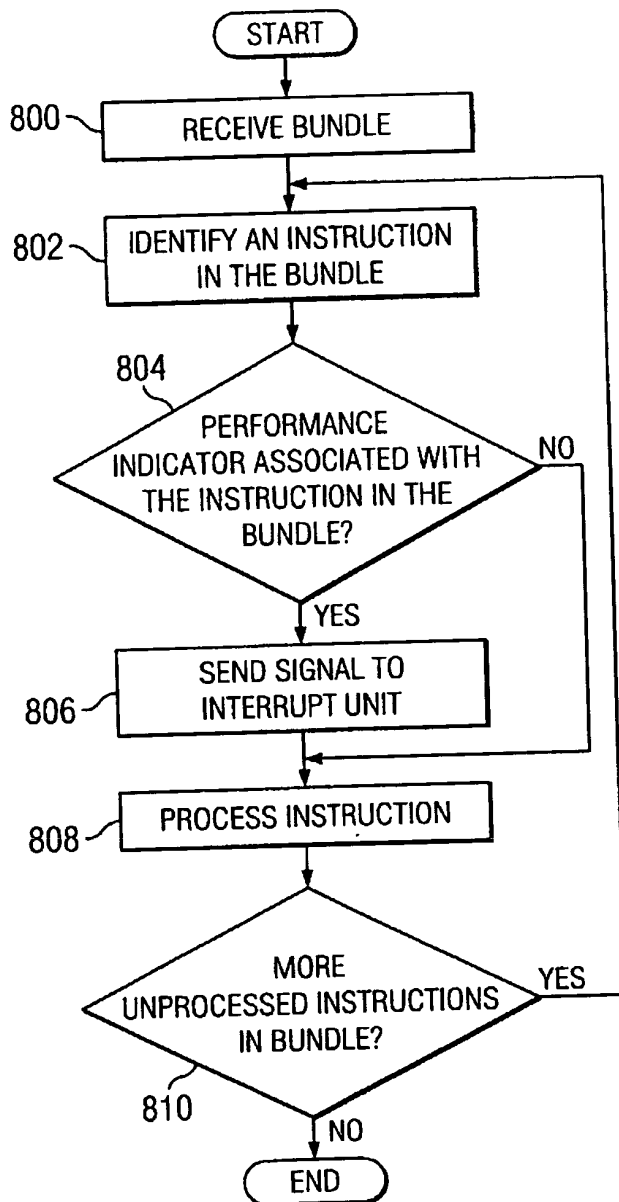 START
800
RECEIVE BUNDLE
802
IDENTIFY AN INSTRUCTION
IN THE BUNDLE
804
PERFORMANCE
INDICATOR ASSOCIATED WITH
THE INSTRUCTION IN THE
BUNDLE?
NO
YES
806
SEND SIGNAL TO
INTERRUPT UNIT
808
PROCESS INSTRUCTION
MORE
UNPROCESSED INSTRUCTIONS
IN BUNDLE?
YES
810
NO
END